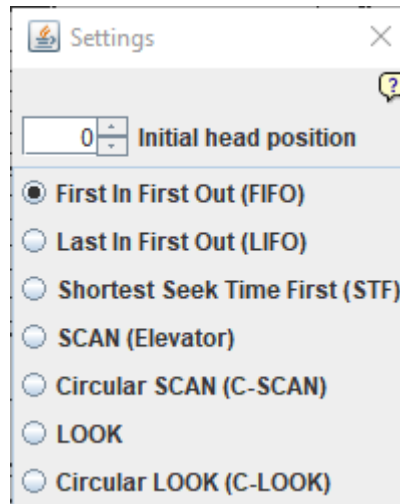 Settings
?
0 Initial head position
First In First Out (FIFO)
Last In First Out (LIFO)
Shortest Seek Time First (STF)
SCAN (Elevator)
Circular SCAN (C-SCAN)
LOOK
Circular LOOK (C-LOOK)